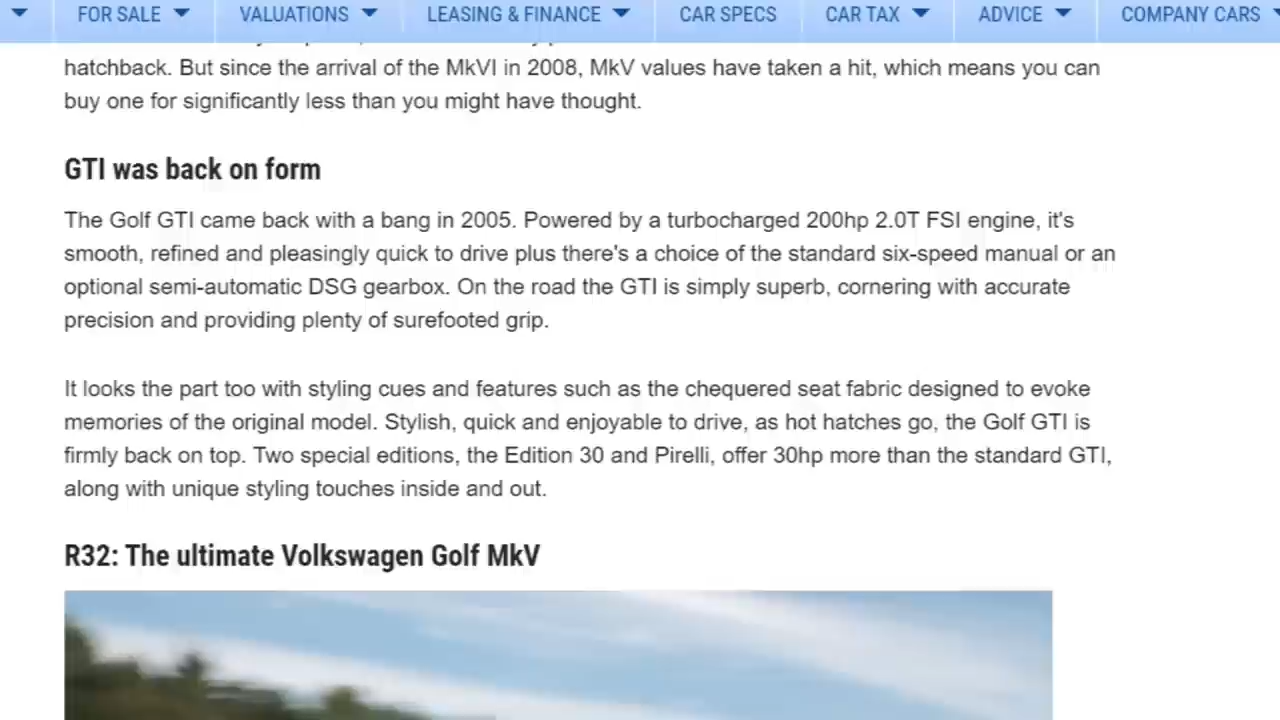 FOR SALE VALUATIONS LEASING & FINANCE CAR SPECS CAR TAX ADVICE COMPANY CARS
hatchback. But since the arrival of the MkVI in 2008, MkV values have taken a hit, which means you can
buy one for significantly less than you might have thought.
GTI was back on form
The Golf GTI came back with a bang in 2005. Powered by a turbocharged 200hp 2.0T FSI engine, it's
smooth, refined and pleasingly quick to drive plus there's a choice of the standard six-speed manual or an
optional semi-automatic DSG gearbox. On the road the GTI is simply superb, cornering with accurate
precision and providing plenty of surefooted grip.
It looks the part too with styling cues and features such as the chequered seat fabric designed to evoke
memories of the original model. Stylish, quick and enjoyable to drive, as hot hatches go, the Golf GTI is
firmly back on top. Two special editions, the Edition 30 and Pirelli, offer 30hp more than the standard GTI,
along with unique styling touches inside and out.
R32: The ultimate Volkswagen Golf MkV